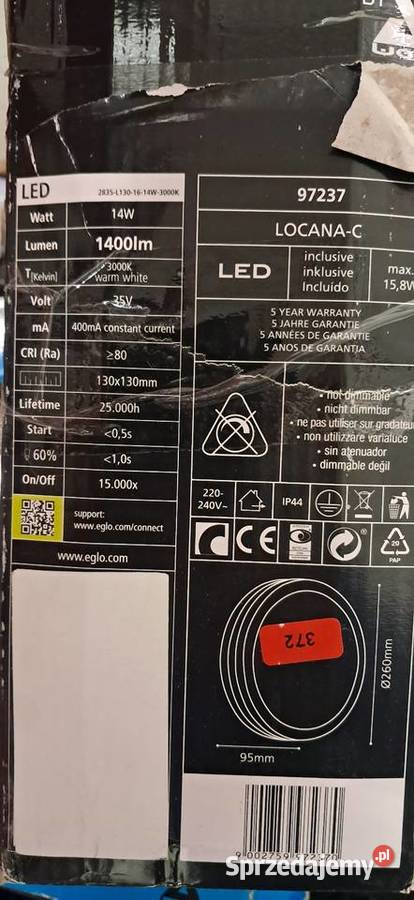 LED 2835-L130-16-14W-3000K
Watt 14W
Lumen 1400lm
T[Kelvin] 3000K
warm white
Volt 35V
mA 400mA constant current
CRI (Ra) ≥80
130x130mm
Lifetime 25.000h
Start <0,5s
60% <1,0s
On/Off 15.000x
support:
www.eglo.com/connect
www.eglo.com
97237
LOCANA-C
LED
inclusive
inklusive
Incluído
max.
15,8W
5 YEAR WARRANTY
5 JAHRE GARANTIE
5 ANNÉES DE GARANTIE
5 ANOS DE GARANTIA
• not dimmable
• nicht dimmbar
• ne pas utiliser sur gradateu
• non utilizzare varialuce
• sin atenuador
• dimmable değil
220-
240V~
IP44
CE
20
PAP
372
Ø260mm
95mm
Sprzedajemy.pl